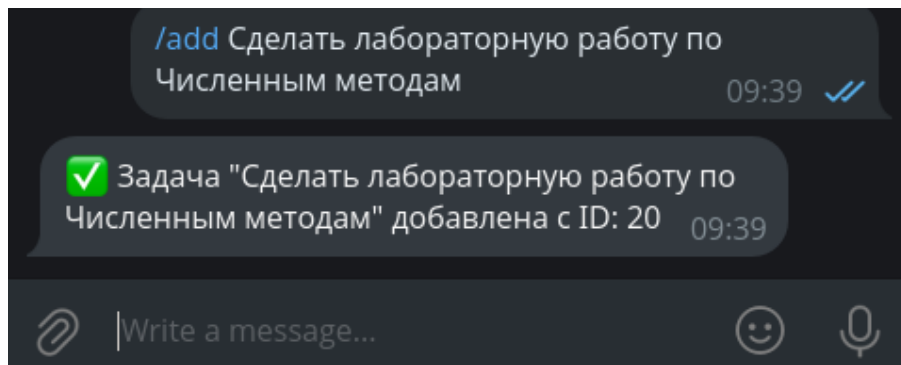 /add Сделать лабораторную работу по
Численным методам
09:39
✅ Задача "Сделать лабораторную работу по
Численным методам" добавлена с ID: 20
09:39
Write a message...